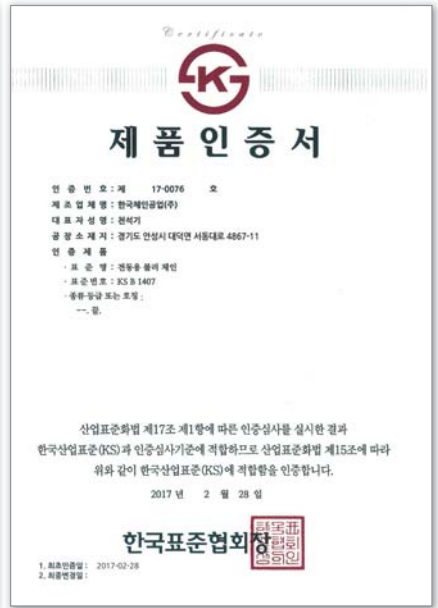 Certificate
KS
제품인증서
인증번호 : 제 17-0076 호
제조업체명 : 한국체인공업(주)
대표자성명 : 천석기
공장소재지 : 경기도 안성시 대덕면 서동대로 4867-11
인증제품
· 표준명 : 전동용 롤러 체인
· 표준번호 : KS B 1407
· 종류·등급 또는 호칭 :
--. 끝.
산업표준화법 제17조 제1항에 따른 인증심사를 실시한 결과
한국산업표준(KS)과 인증심사기준에 적합하므로 산업표준화법 제15조에 따라
위와 같이 한국산업표준(KS)에 적합함을 인증합니다.
2017 년 2 월 28 일
한국표준협회장
1. 최초인증일 : 2017-02-28
2. 최종변경일 :